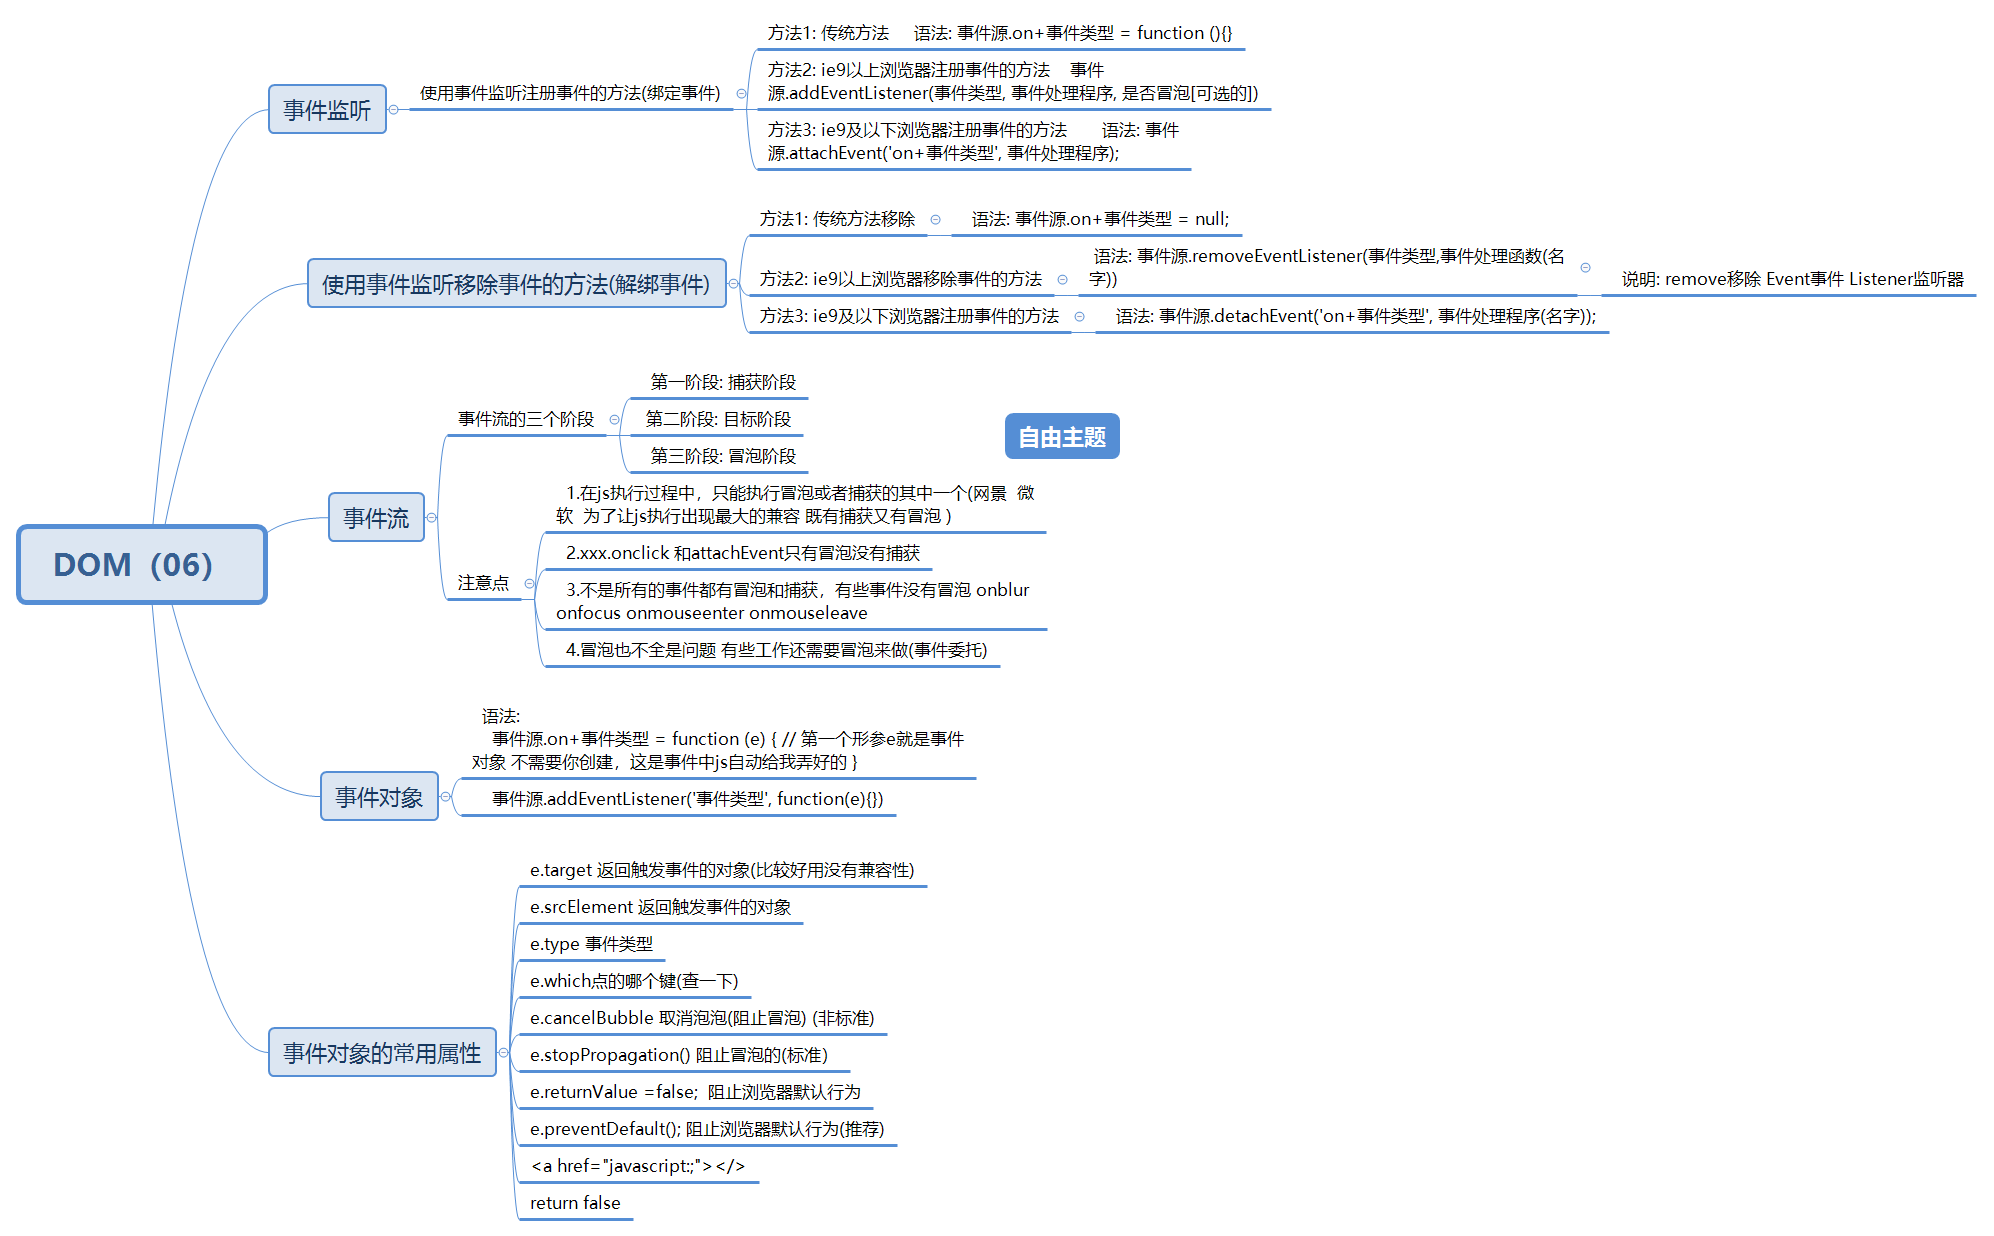 DOM（06）
事件监听
使用事件监听注册事件的方法(绑定事件)
方法1: 传统方法 语法: 事件源.on+事件类型 = function (){}
方法2: ie9以上浏览器注册事件的方法 事件
源.addEventListener(事件类型, 事件处理程序, 是否冒泡[可选的])
方法3: ie9及以下浏览器注册事件的方法 语法: 事件
源.attachEvent('on+事件类型', 事件处理程序);
使用事件监听移除事件的方法(解绑事件)
方法1: 传统方法移除
语法: 事件源.on+事件类型 = null;
方法2: ie9以上浏览器移除事件的方法
语法: 事件源.removeEventListener(事件类型,事件处理函数(名
字))
说明: remove移除 Event事件 Listener监听器
方法3: ie9及以下浏览器注册事件的方法
语法: 事件源.detachEvent('on+事件类型', 事件处理程序(名字));
事件流
事件流的三个阶段
第一阶段: 捕获阶段
第二阶段: 目标阶段
第三阶段: 冒泡阶段
自由主题
注意点
1.在js执行过程中，只能执行冒泡或者捕获的其中一个(网景 微
软 为了让js执行出现最大的兼容 既有捕获又有冒泡 )
2.xxx.onclick 和attachEvent只有冒泡没有捕获
3.不是所有的事件都有冒泡和捕获，有些事件没有冒泡 onblur
onfocus onmouseenter onmouseleave
4.冒泡也不全是问题 有些工作还需要冒泡来做(事件委托)
事件对象
语法:
事件源.on+事件类型 = function (e) { // 第一个形参e就是事件
对象 不需要你创建，这是事件中js自动给我弄好的 }
事件源.addEventListener('事件类型', function(e){})
事件对象的常用属性
e.target 返回触发事件的对象(比较好用没有兼容性)
e.srcElement 返回触发事件的对象
e.type 事件类型
e.which点的哪个键(查一下)
e.cancelBubble 取消泡泡(阻止冒泡) (非标准)
e.stopPropagation() 阻止冒泡的(标准)
e.returnValue =false; 阻止浏览器默认行为
e.preventDefault(); 阻止浏览器默认行为(推荐)
<a href="javascript:;"></>
return false